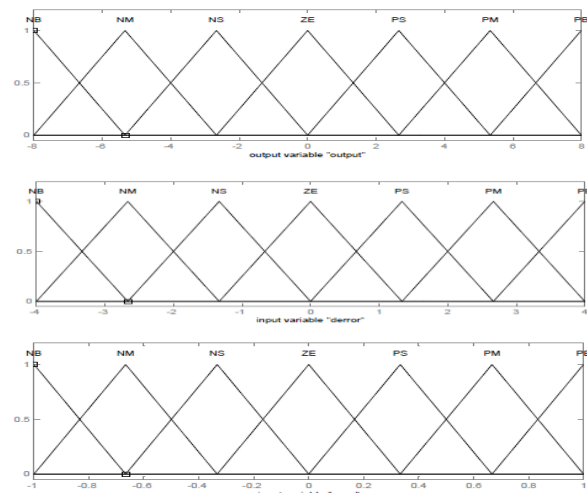 NB NM NS ZE PS PM PB
1
0.5
0
-8 -6 -4 -2 0 2 4 6 8
output variable "output"
NB NM NS ZE PS PM PB
1
0.5
0
-4 -3 -2 -1 0 1 2 3 4
input variable "derror"
NB NM NS ZE PS PM PB
1
0.5
0
-1 -0.8 -0.6 -0.4 -0.2 0 0.2 0.4 0.6 0.8 1